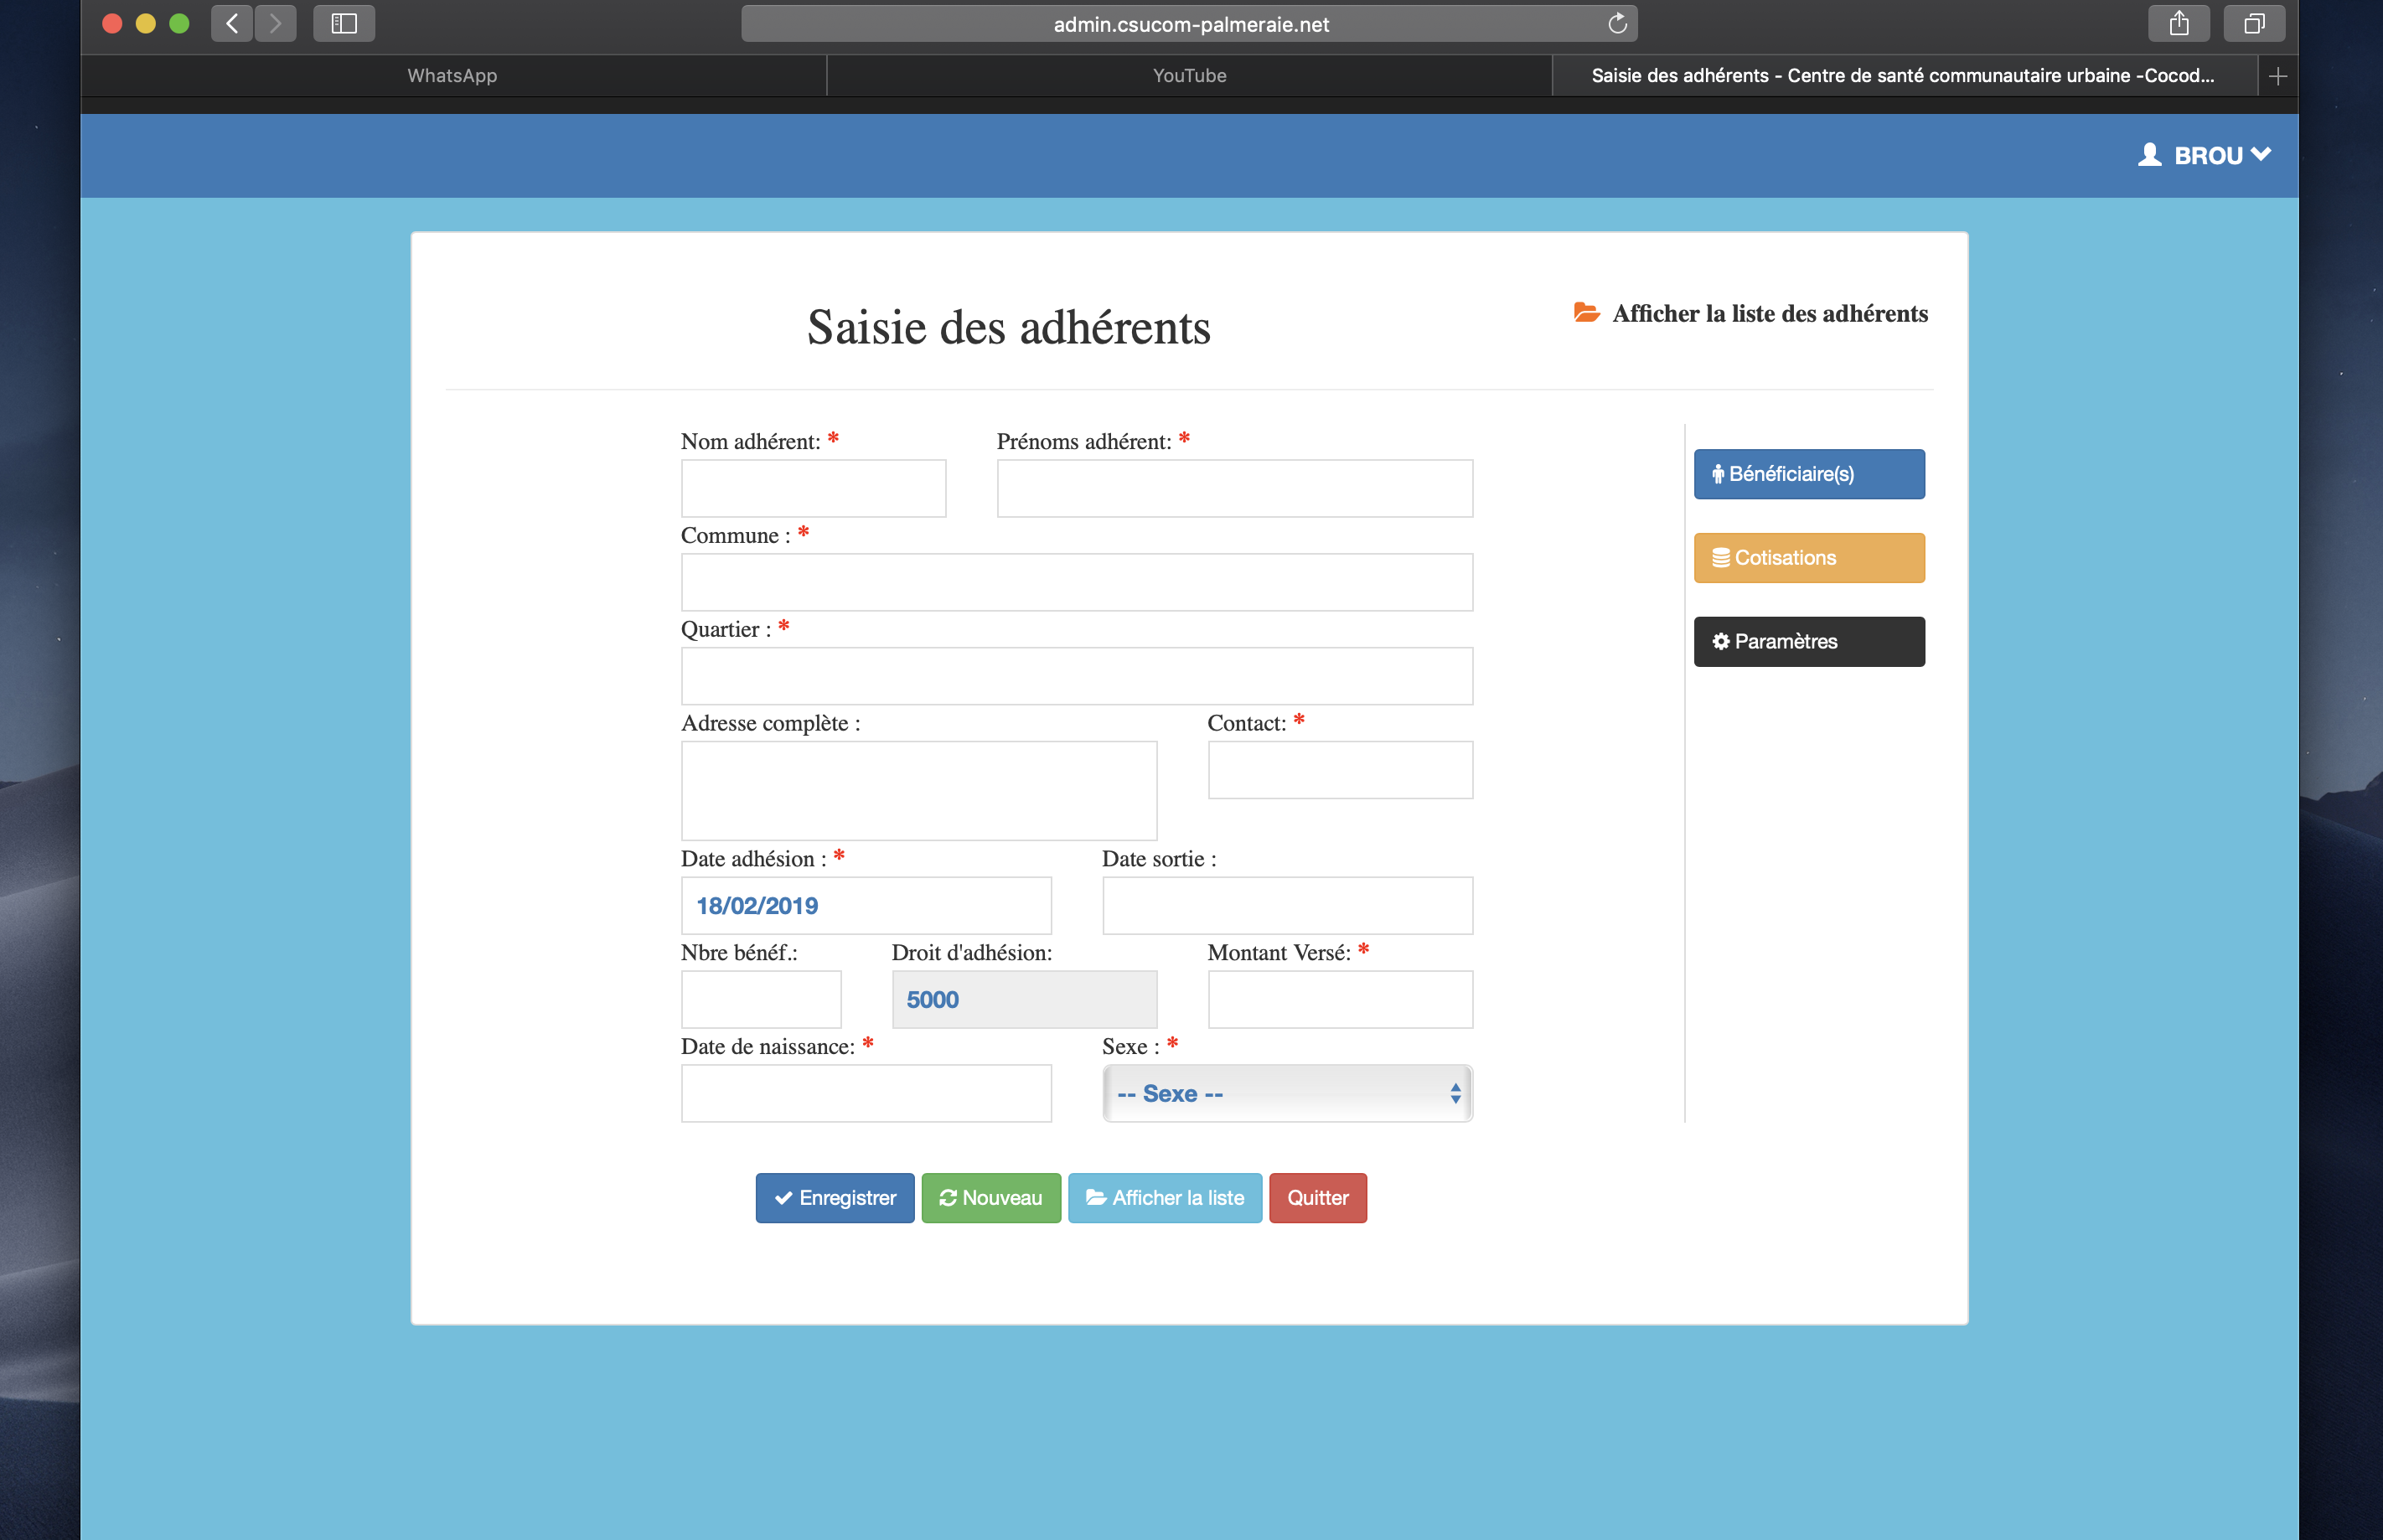 admin.csucom-palmeraie.net
WhatsApp
YouTube
Saisie des adhérents - Centre de santé communautaire urbaine -Cocod...
BROU
Saisie des adhérents
Afficher la liste des adhérents
Nom adhérent: * Prénoms adhérent: *
Commune : *
Quartier : *
Adresse complète : Contact: *
Date adhésion : * Date sortie :
18/02/2019
Nbre bénéf.: Droit d'adhésion: Montant Versé: *
5000
Date de naissance: * Sexe : *
-- Sexe --
Bénéficiaire(s)
Cotisations
Paramètres
Enregistrer Nouveau Afficher la liste Quitter